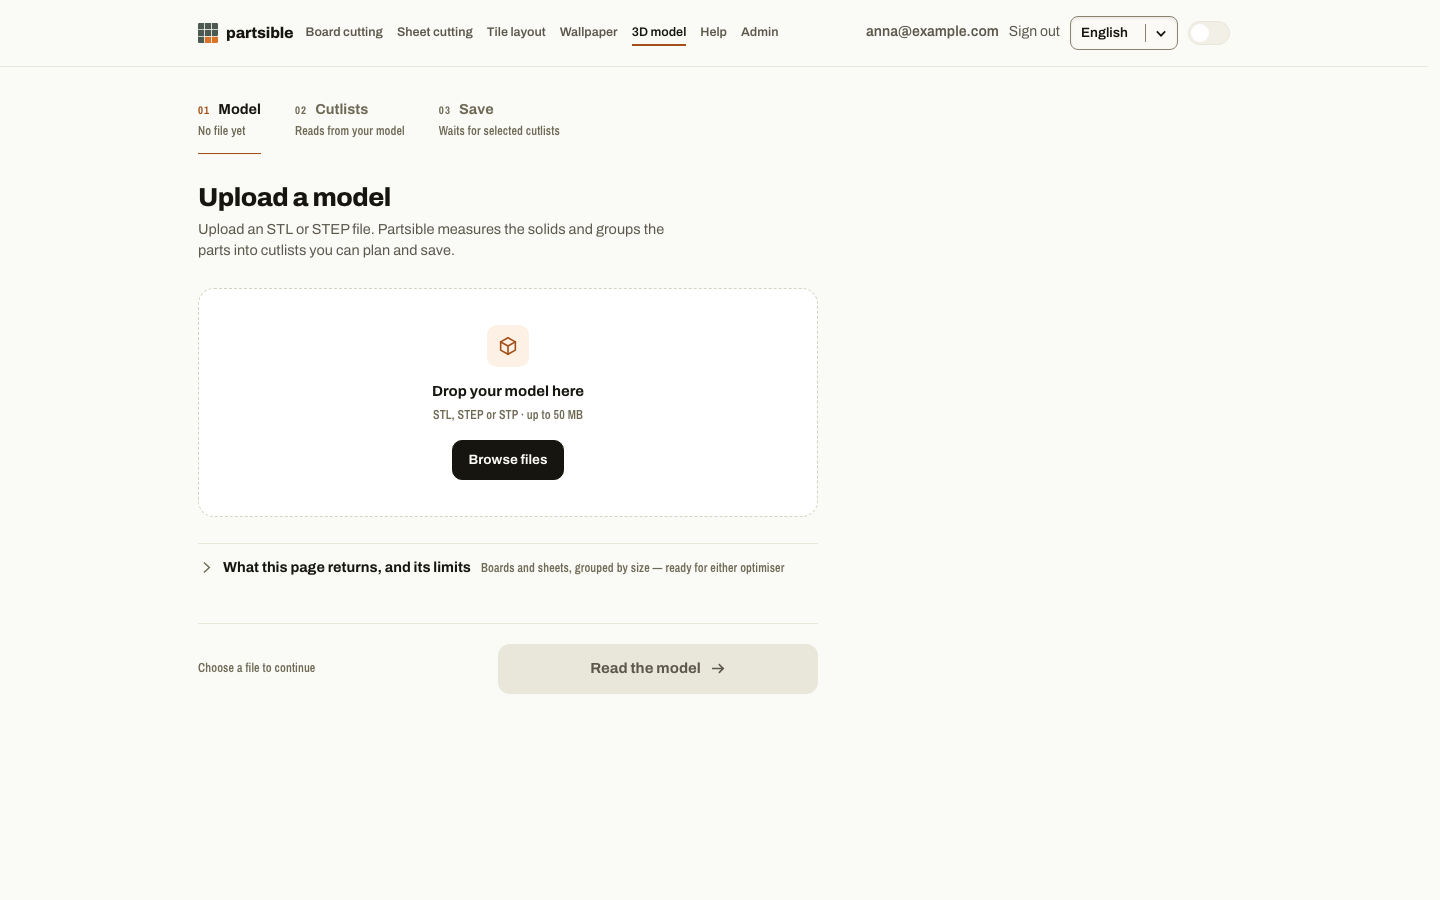 partsible
Board cutting
Sheet cutting
Tile layout
Wallpaper
3D model
Help
Admin
anna@example.com
Sign out
English
01 Model
No file yet
02 Cutlists
Reads from your model
03 Save
Waits for selected cutlists
Upload a model
Upload an STL or STEP file. Partsible measures the solids and groups the
parts into cutlists you can plan and save.
Drop your model here
STL, STEP or STP · up to 50 MB
Browse files
What this page returns, and its limits
Boards and sheets, grouped by size — ready for either optimiser
Choose a file to continue
Read the model →